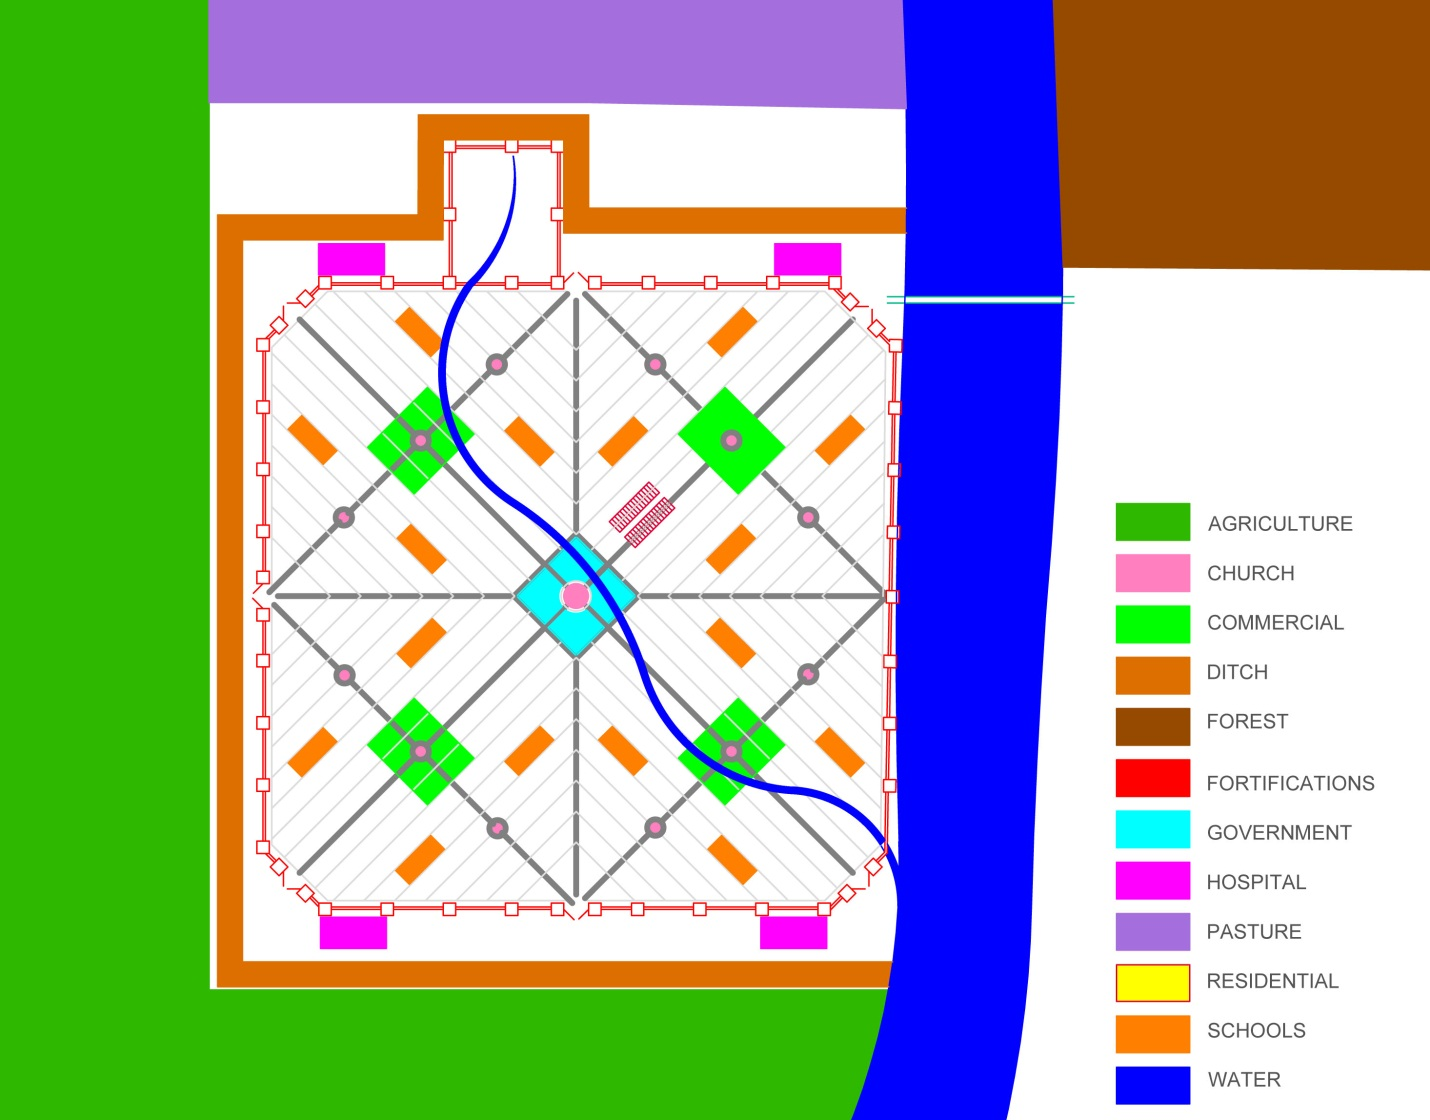 AGRICULTURE
CHURCH
COMMERCIAL
DITCH
FOREST
FORTIFICATIONS
GOVERNMENT
HOSPITAL
PASTURE
RESIDENTIAL
SCHOOLS
WATER